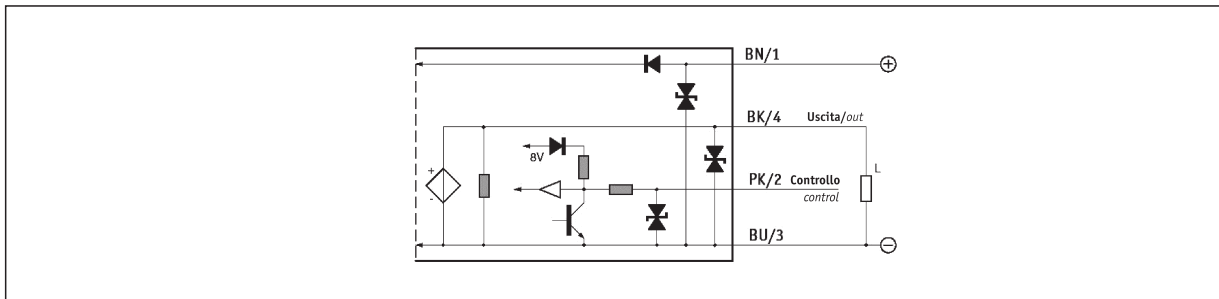 BN/1
+
BK/4 Uscita/out
8V
+
-
PK/2 Controllo
control
L
BU/3
−